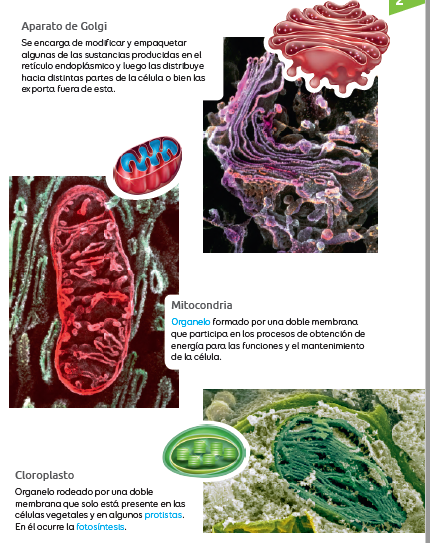 2
Aparato de Golgi
Se encarga de modificar y empaquetar
algunas de las sustancias producidas en el
retículo endoplásmico y luego las distribuye
hacia distintas partes de la célula o bien las
exporta fuera de esta.
Mitocondria
Organelo formado por una doble membrana
que participa en los procesos de obtención de
energía para las funciones y el mantenimiento
de la célula.
Cloroplasto
Organelo rodeado por una doble
membrana que solo está presente en las
células vegetales y en algunos protistas.
En él ocurre la fotosíntesis.